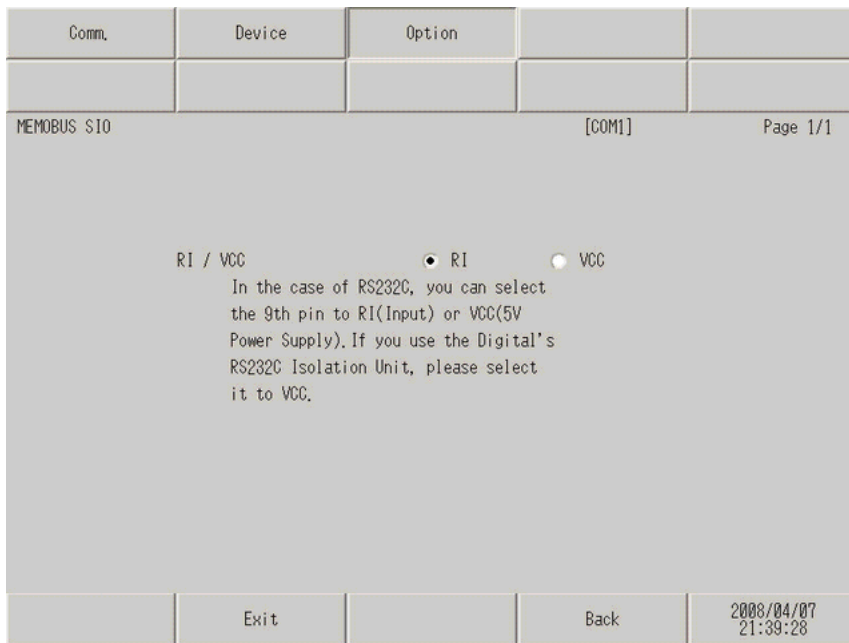 Comm. Device Option
MEMOBUS SIO [COM1] Page 1/1
RI / VCC RI VCC
In the case of RS232C, you can select
the 9th pin to RI(Input) or VCC(5V
Power Supply).If you use the Digital's
RS232C Isolation Unit, please select
it to VCC.
Exit Back 2008/04/07
21:39:28